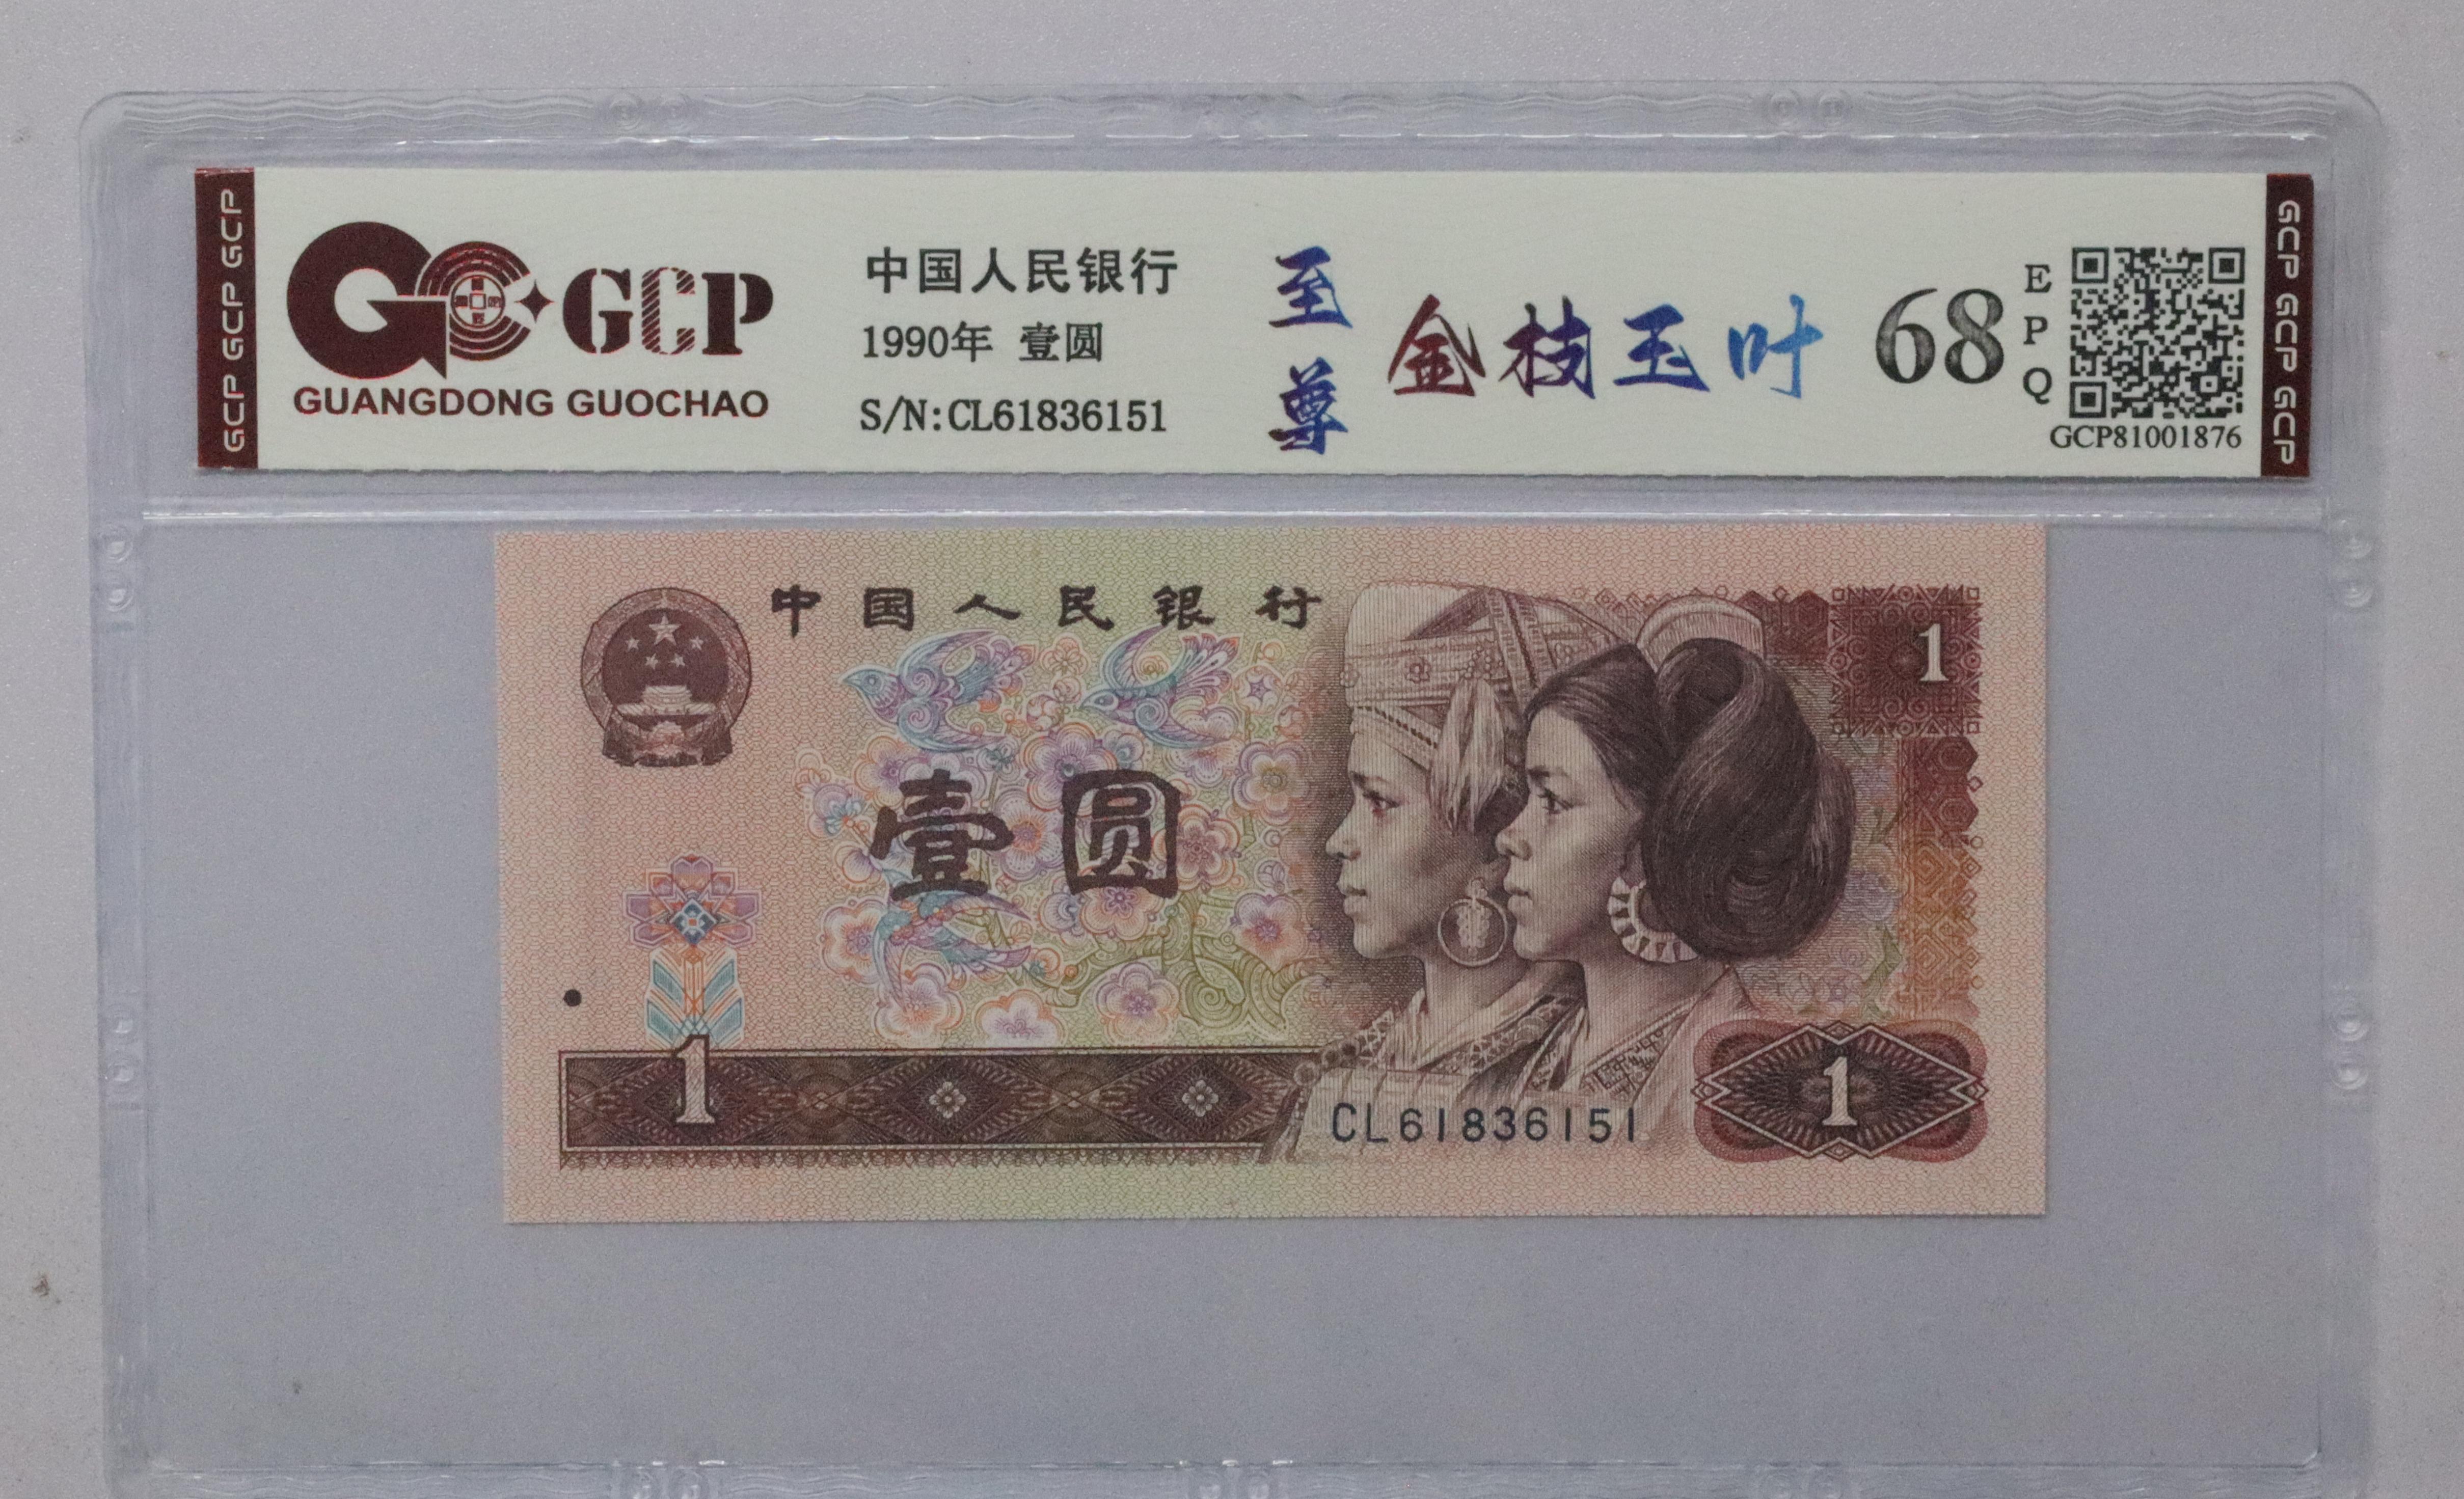 GCP GCP GCP
GCP
GUANGDONG GUOCHAO
中国人民银行
1990年 壹圆
S/N:CL61836151
至尊
金枝玉叶
68
EPQ
GCP81001876
GCP GCP GCP
中国人民银行
1
壹圆
1
CL61836151
1